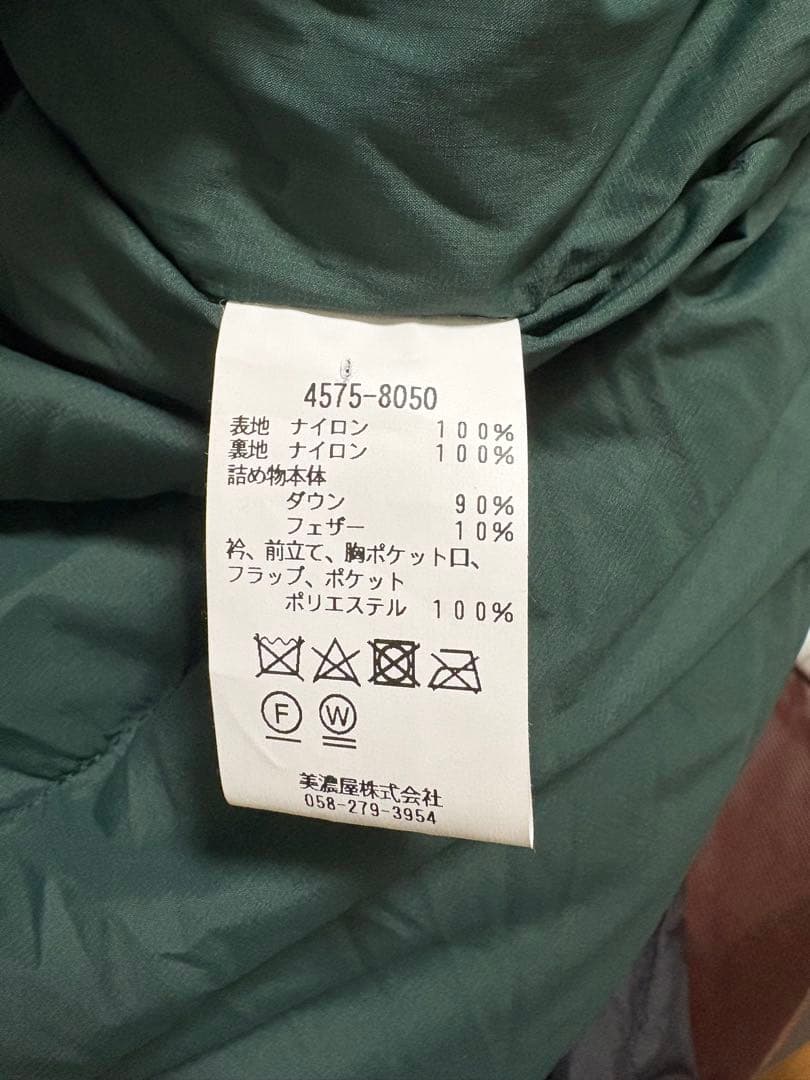 4575-8050
表地 ナイロン 100%
裏地 ナイロン 100%
詰め物本体
ダウン 90%
フェザー 10%
衿、前立て、胸ポケット口、
フラップ、ポケット
ポリエステル 100%
F W
美濃屋株式会社
058-279-3954